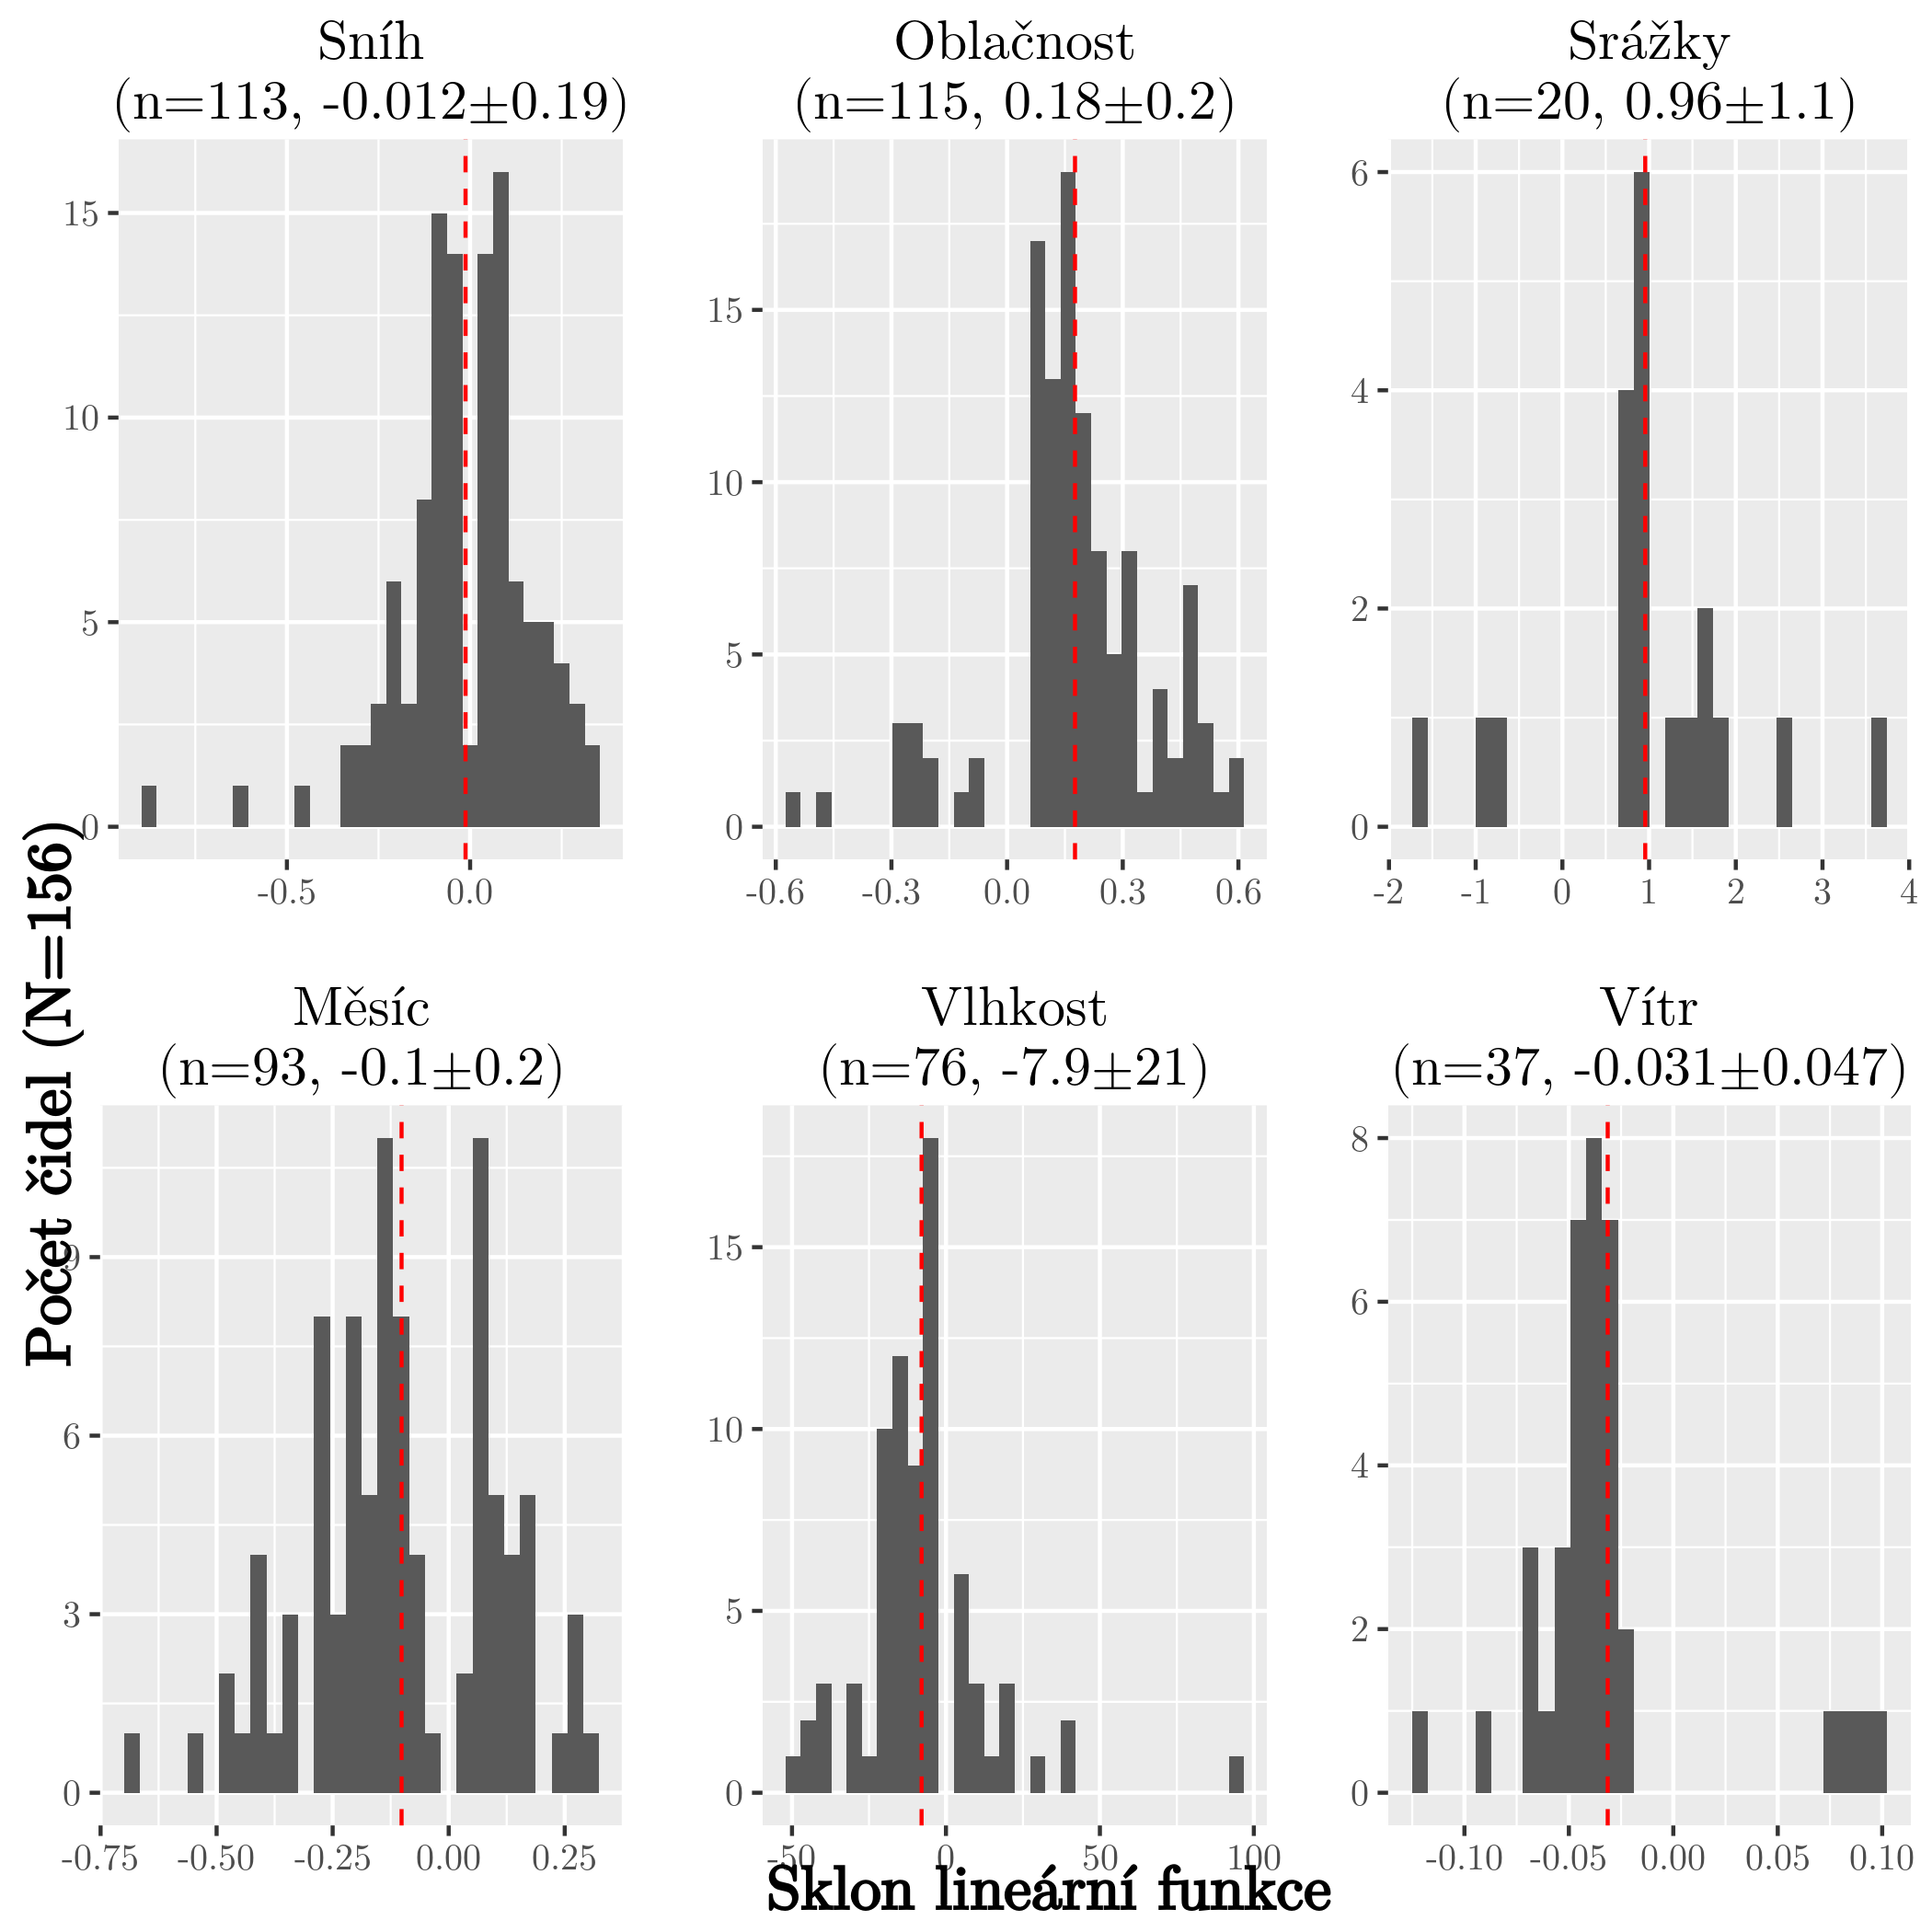 Sníh
(n=113, -0.012±0.19)
15
10
5
0
-0.5 0.0
Oblačnost
(n=115, 0.18±0.2)
15
10
5
0
-0.6 -0.3 0.0 0.3 0.6
Srážky
(n=20, 0.96±1.1)
6
4
2
0
-2 -1 0 1 2 3 4
Počet čidel (N=156)
Měsíc
(n=93, -0.1±0.2)
9
6
3
0
-0.75 -0.50 -0.25 0.00 0.25
Vlhkost
(n=76, -7.9±21)
15
10
5
0
-50 0 50 100
Vítr
(n=37, -0.031±0.047)
8
6
4
2
0
-0.10 -0.05 0.00 0.05 0.10
Sklon lineární funkce